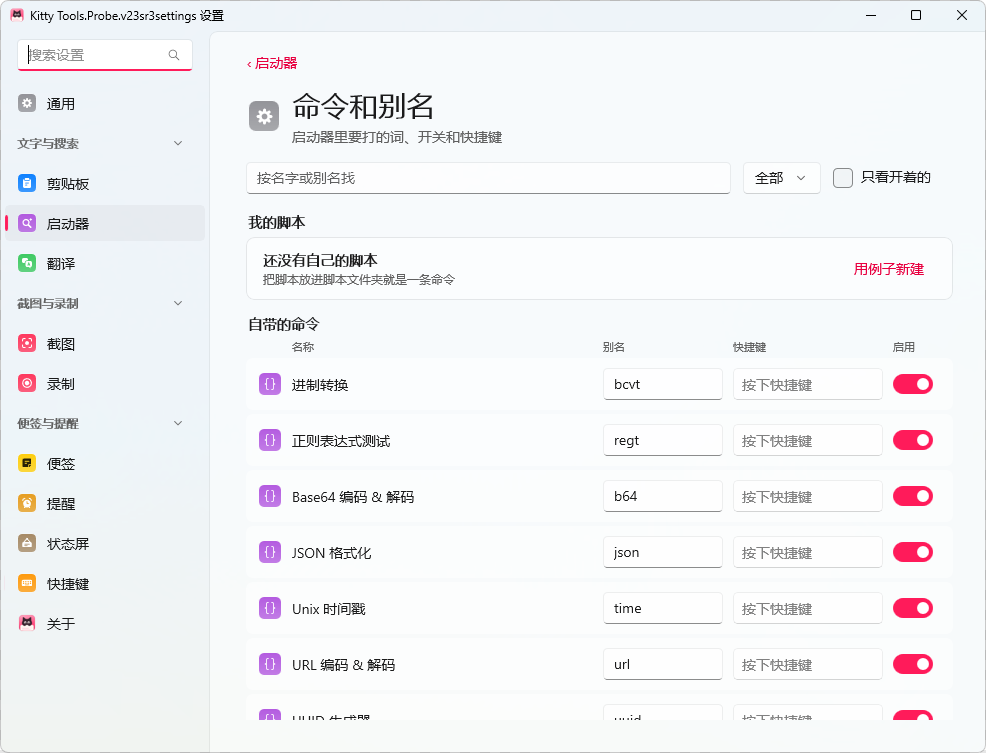 Kitty Tools.Probe.v23sr3settings 设置
搜索设置
通用
文字与搜索
剪贴板
启动器
翻译
截图与录制
截图
录制
便签与提醒
便签
提醒
状态屏
快捷键
关于
‹ 启动器
命令和别名
启动器里要打的词、开关和快捷键
按名字或别名找
全部
只看开着的
我的脚本
还没有自己的脚本
把脚本放进脚本文件夹就是一条命令
用例子新建
自带的命令
名称 别名 快捷键 启用
{} 进制转换 bcvt 按下快捷键
{} 正则表达式测试 regt 按下快捷键
{} Base64 编码 & 解码 b64 按下快捷键
{} JSON 格式化 json 按下快捷键
{} Unix 时间戳 time 按下快捷键
{} URL 编码 & 解码 url 按下快捷键
{} UUID 生成器 uuid 按下快捷键